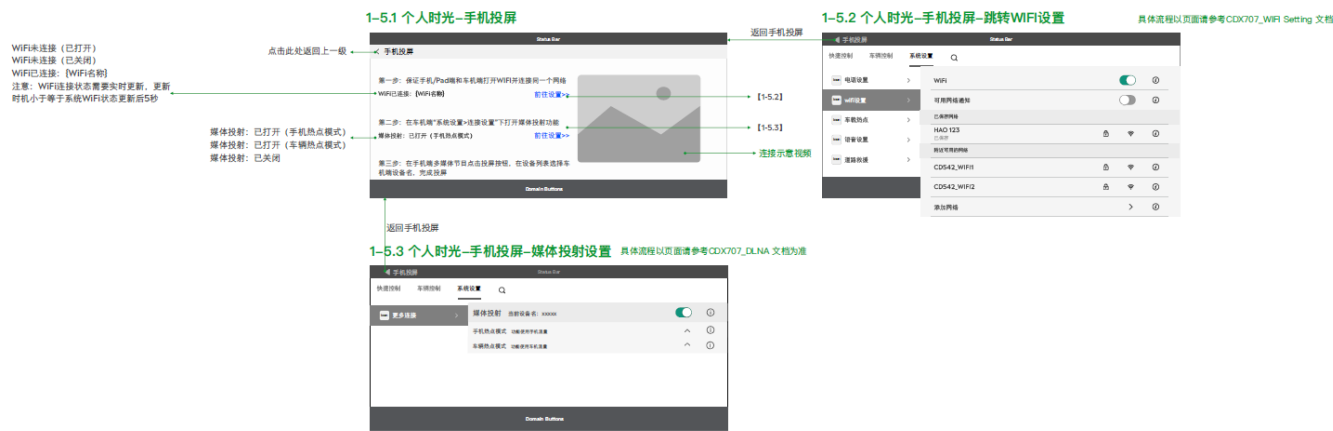 1-5.1 个人时光-手机投屏
WiFi未连接（已打开）
WiFi未连接（已关闭）
WiFi已连接:【WiFi名称】
注意：WiFi连接状态需要实时更新，更新
时机小于等于系统WiFi状态更新后5秒
点击此处返回上一级
媒体投射：已打开（手机热点模式）
媒体投射：已打开（车辆热点模式）
媒体投射：已关闭
Status Bar
手机投屏
第一步：保证手机/Pad端和车机端打开WIFI并连接同一个网络
WiFi已连接:【WiFi名称】
前往设置>>
第二步：在车机端“系统设置>连接设置”下打开媒体投射功能
媒体投射：已打开（手机热点模式）
前往设置>>
第三步：在手机端多媒体节目点击投屏按钮，在设备列表选择车
机端设备名，完成投屏
Domain Buttons
【1-5.2】
【1-5.3】
连接示意视频
返回手机投屏
1-5.2 个人时光-手机投屏-跳转WIFI设置
具体流程以页面请参考CDX707_WIFI Setting 文档
手机投屏
Status Bar
快捷控制
车辆控制
系统设置
电话设置
wifi设置
车载热点
语音设置
道路救援
WiFi
可用网络通知
已保存网络
HAO 123
已保存
附近可用的网络
CD542_WIFI1
CD542_WIFI2
添加网络
返回手机投屏
1-5.3 个人时光-手机投屏-媒体投射设置
具体流程以页面请参考CDX707_DLNA 文档为准
手机投屏
Status Bar
快捷控制
车辆控制
系统设置
更多连接
媒体投射 当前设备名：xxxxx
手机热点模式 功能使用手机流量
车辆热点模式 功能使用车机流量
Domain Buttons